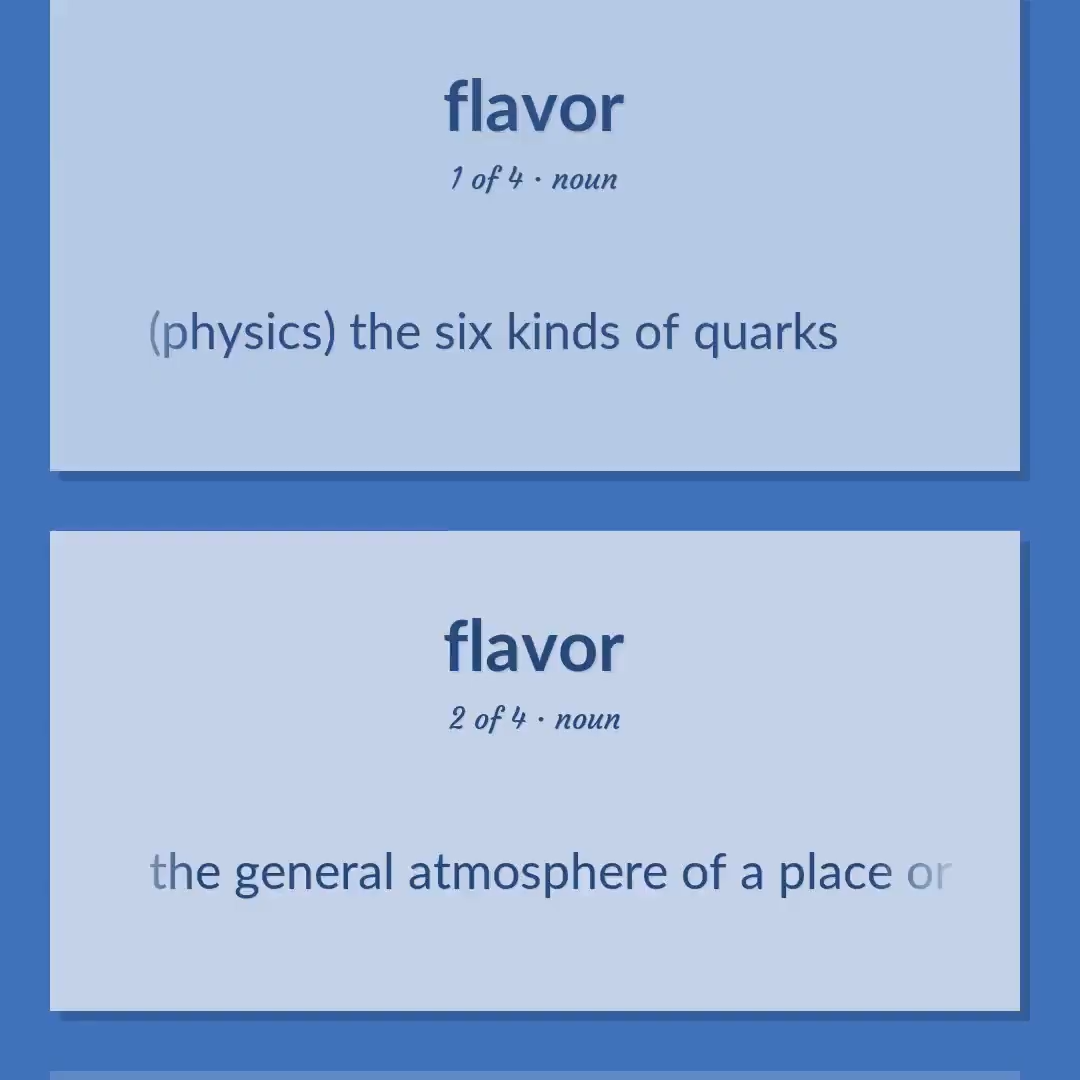 flavor
1 of 4 · noun
(physics) the six kinds of quarks
flavor
2 of 4 · noun
the general atmosphere of a place or